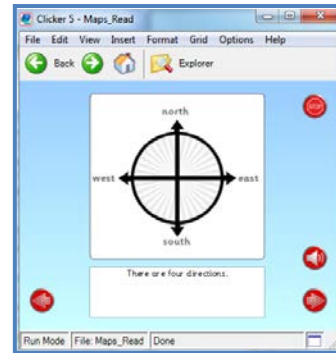 Clicker 5 - Maps_Read
File Edit View Insert Format Grid Options Help
Back Explorer
north
STOP
west east
south
There are four directions.
Run Mode File: Maps_Read Done